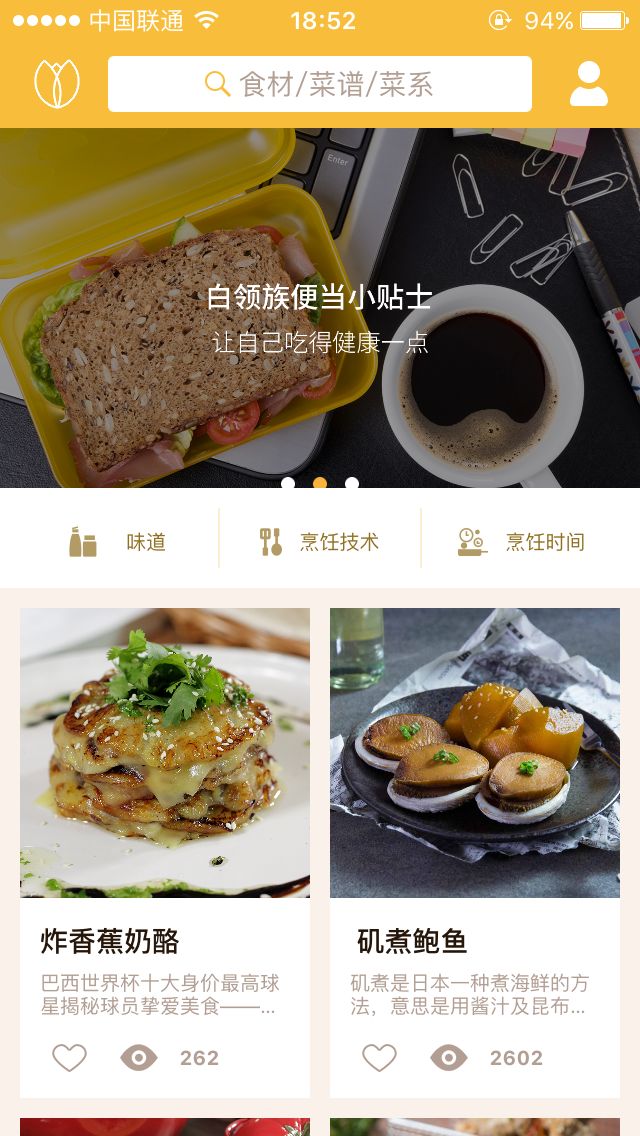 中国联通 18:52 94%
食材/菜谱/菜系
Enter
白领族便当小贴士
让自己吃得健康一点
味道 烹饪技术 烹饪时间
炸香蕉奶酪
巴西世界杯十大身价最高球
星揭秘球员挚爱美食——...
262
矶煮鲍鱼
矶煮是日本一种煮海鲜的方
法，意思是用酱汁及昆布...
2602